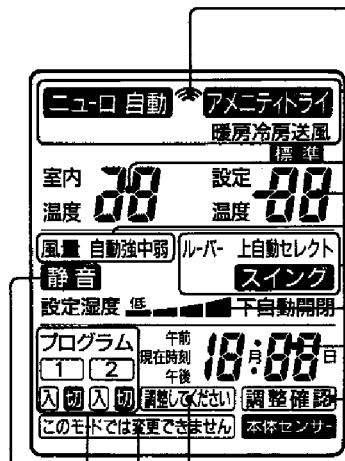 ニューロ 自動 アメニティドライ
暖房冷房送風
標準
室内温度 28 設定温度 -88
風量 自動強中弱 ルーバー 上自動セレクト
静音 スイング
設定湿度 低 下自動開閉
プログラム
1 2
午前
現在時刻 18月:88日
午後
入 切 入 切 調整してください 調整確認
このモードでは変更できません 本体センサー